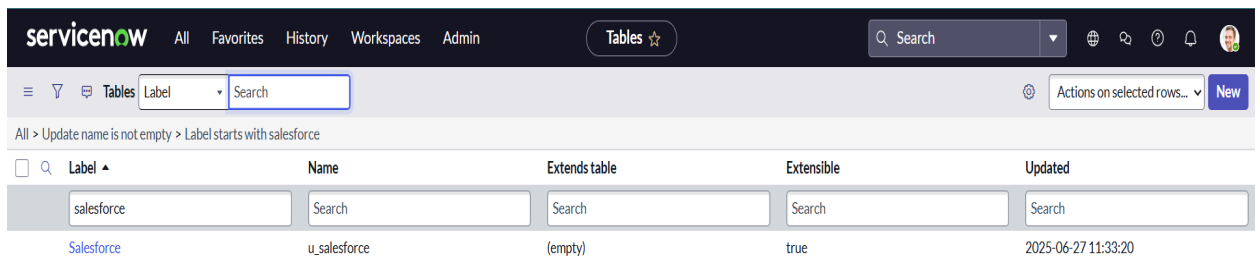 servicenow All Favorites History Workspaces Admin Tables Search
Tables Label Search Actions on selected rows... New
All > Update name is not empty > Label starts with salesforce
Label Name Extends table Extensible Updated
salesforce Search Search Search Search
Salesforce u_salesforce (empty) true 2025-06-27 11:33:20